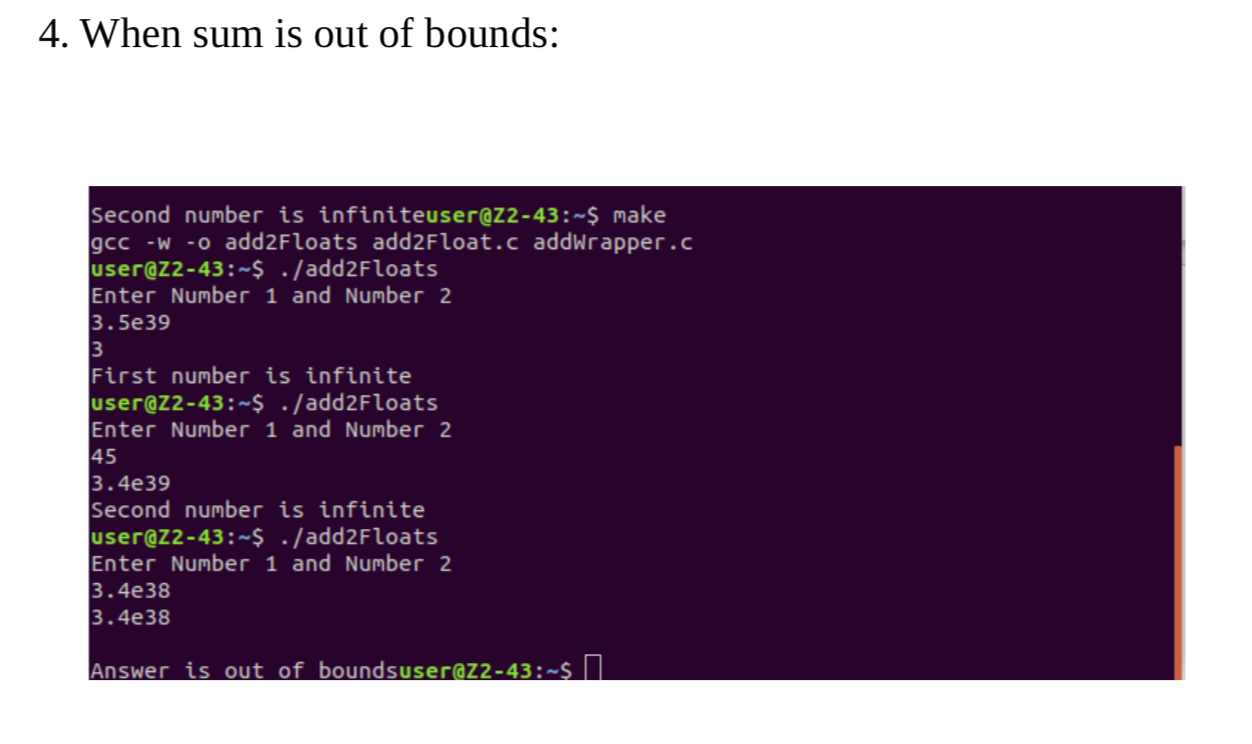 4. When sum is out of bounds:
Second number is infiniteuser@Z2-43:~$ make
gcc -w -o add2Floats add2Float.c addWrapper.c
user@Z2-43:~$ ./add2Floats
Enter Number 1 and Number 2
3.5e39
3
First number is infinite
user@Z2-43:~$ ./add2Floats
Enter Number 1 and Number 2
45
3.4e39
Second number is infinite
user@Z2-43:~$ ./add2Floats
Enter Number 1 and Number 2
3.4e38
3.4e38
Answer is out of boundsuser@Z2-43:~$